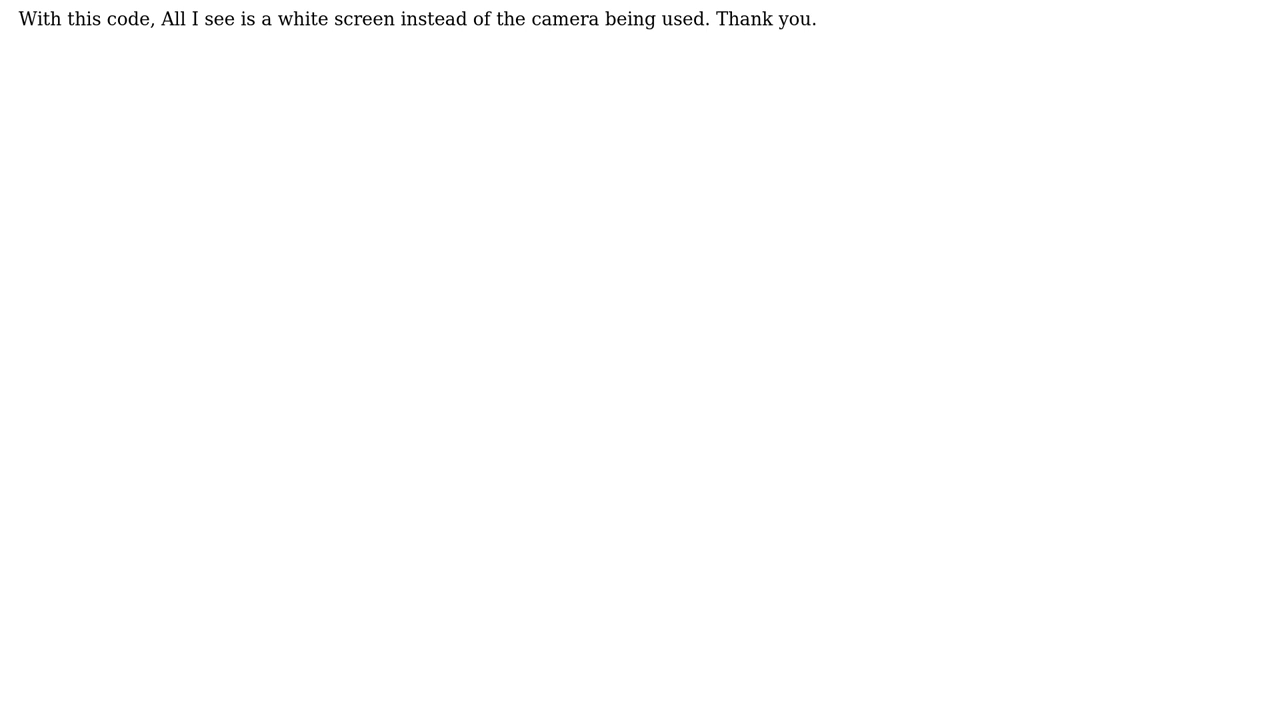 With this code, All I see is a white screen instead of the camera being used. Thank you.